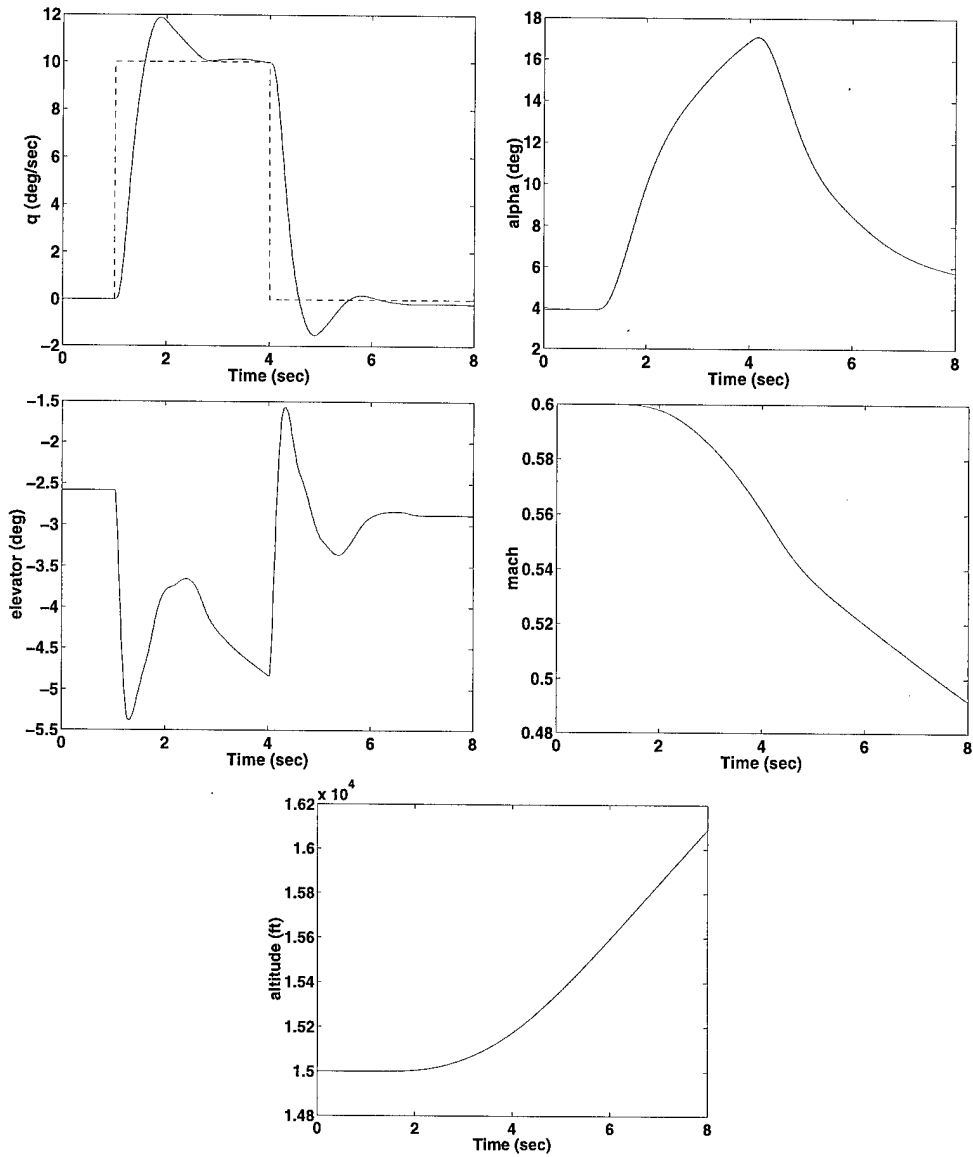 12
10
8
6
4
2
0
−2
q (deg/sec)
0 2 4 6 8
Time (sec)
18
16
14
12
10
8
6
4
2
alpha (deg)
0 2 4 6 8
Time (sec)
−1.5
−2
−2.5
−3
−3.5
−4
−4.5
−5
−5.5
elevator (deg)
0 2 4 6 8
Time (sec)
0.6
0.58
0.56
0.54
0.52
0.5
0.48
mach
0 2 4 6 8
Time (sec)
x 10⁴
1.62
1.6
1.58
1.56
1.54
1.52
1.5
1.48
altitude (ft)
0 2 4 6 8
Time (sec)